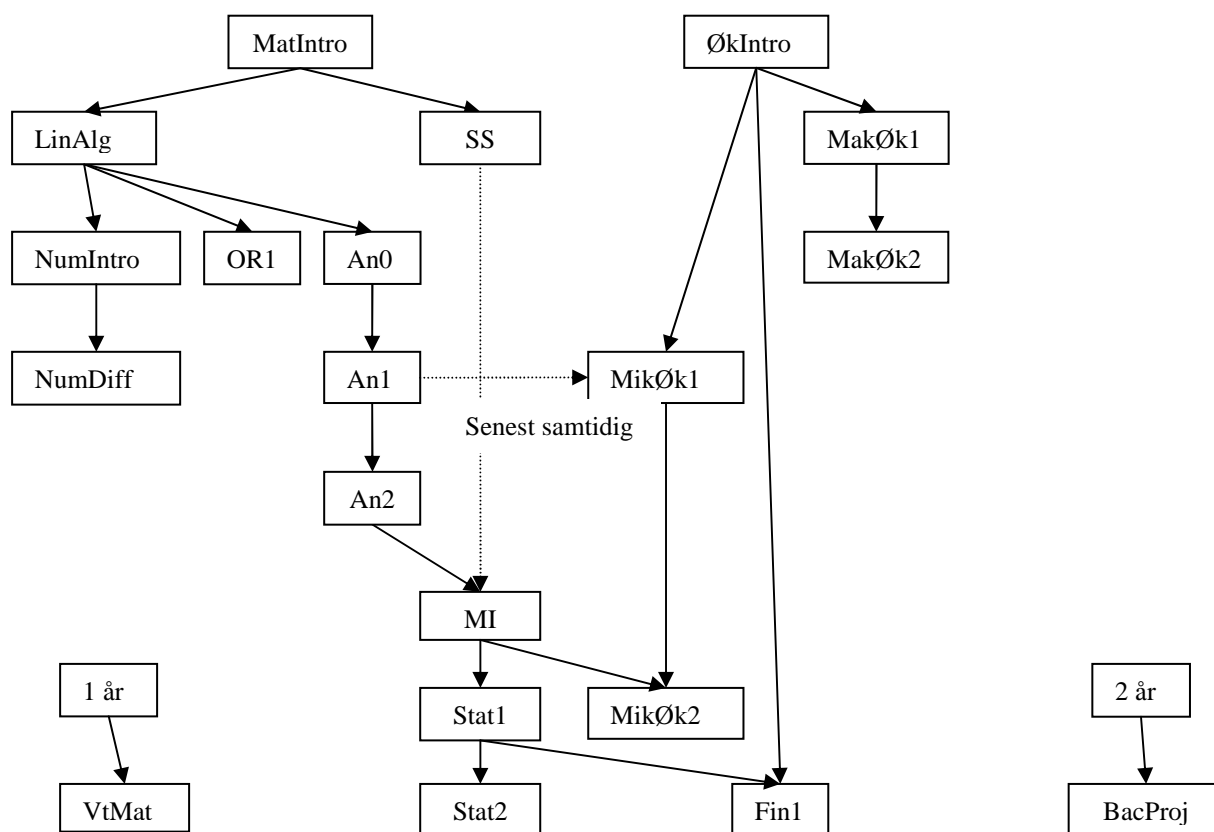 MatIntro
ØkIntro
LinAlg
SS
MakØk1
NumIntro
OR1
An0
MakØk2
NumDiff
An1
MikØk1
Senest samtidig
An2
MI
1 år
2 år
Stat1
MikØk2
VtMat
Stat2
Fin1
BacProj